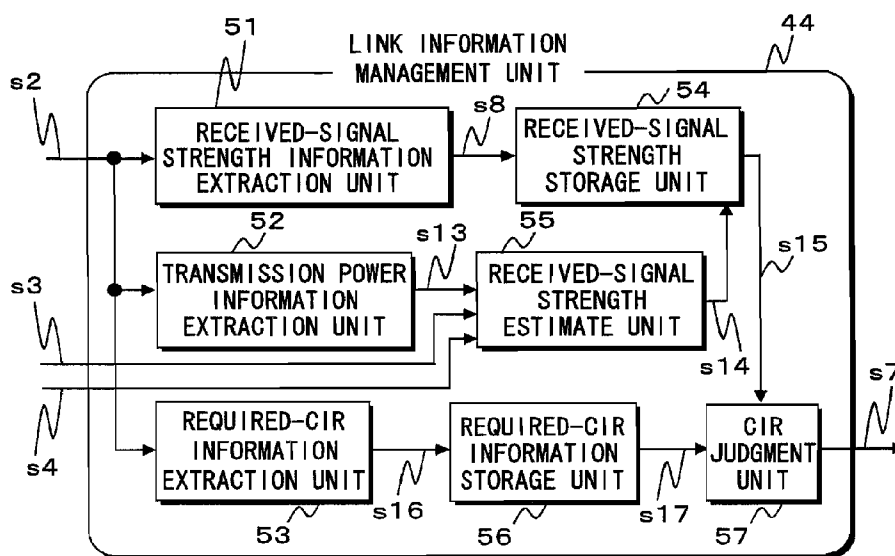 51
LINK INFORMATION
MANAGEMENT UNIT
44
s2
RECEIVED-SIGNAL
STRENGTH INFORMATION
EXTRACTION UNIT
s8
54
RECEIVED-SIGNAL
STRENGTH
STORAGE UNIT
52
TRANSMISSION POWER
INFORMATION
EXTRACTION UNIT
s13
55
RECEIVED-SIGNAL
STRENGTH
ESTIMATE UNIT
s15
s3
s14
s4
REQUIRED-CIR
INFORMATION
EXTRACTION UNIT
53
s16
REQUIRED-CIR
INFORMATION
STORAGE UNIT
56
s17
CIR
JUDGMENT
UNIT
57
s7